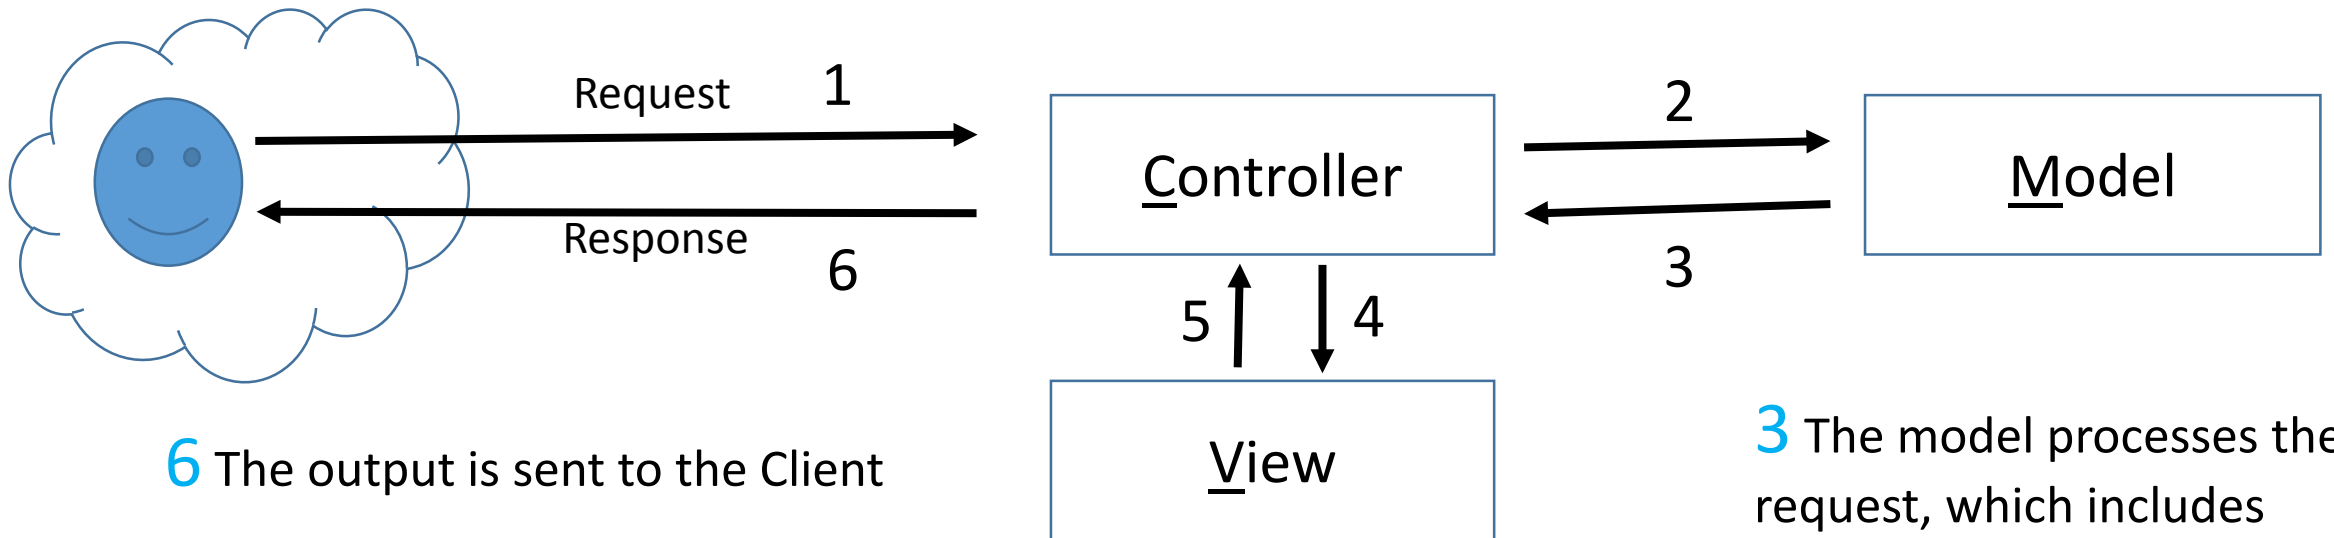 Request 1
2
Controller
Model
Response
6
3
5
4
3 The model processes the
6 The output is sent to the Client
View
request, which includes